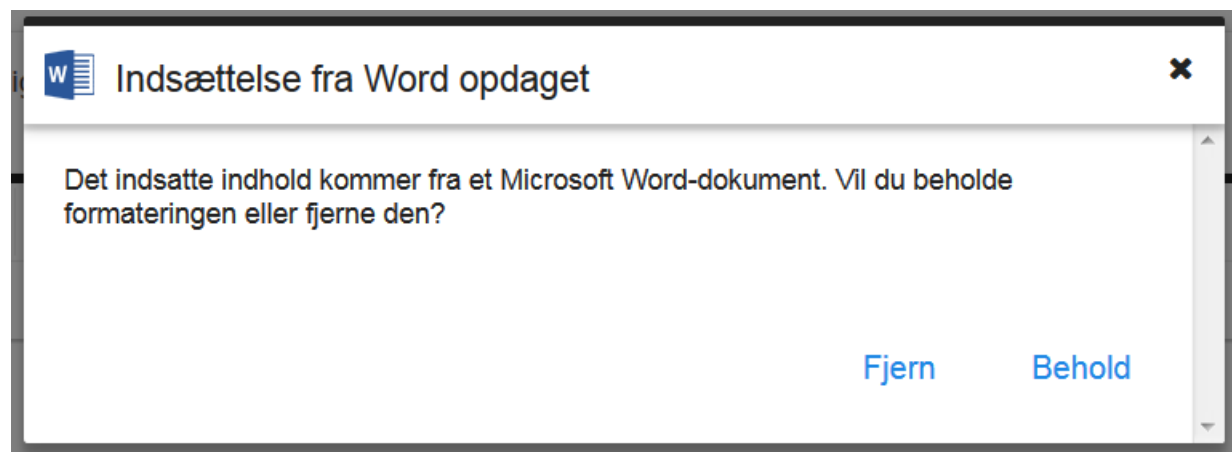 Indsættelse fra Word opdaget
Det indsatte indhold kommer fra et Microsoft Word-dokument. Vil du beholde
formateringen eller fjerne den?
Fjern Behold